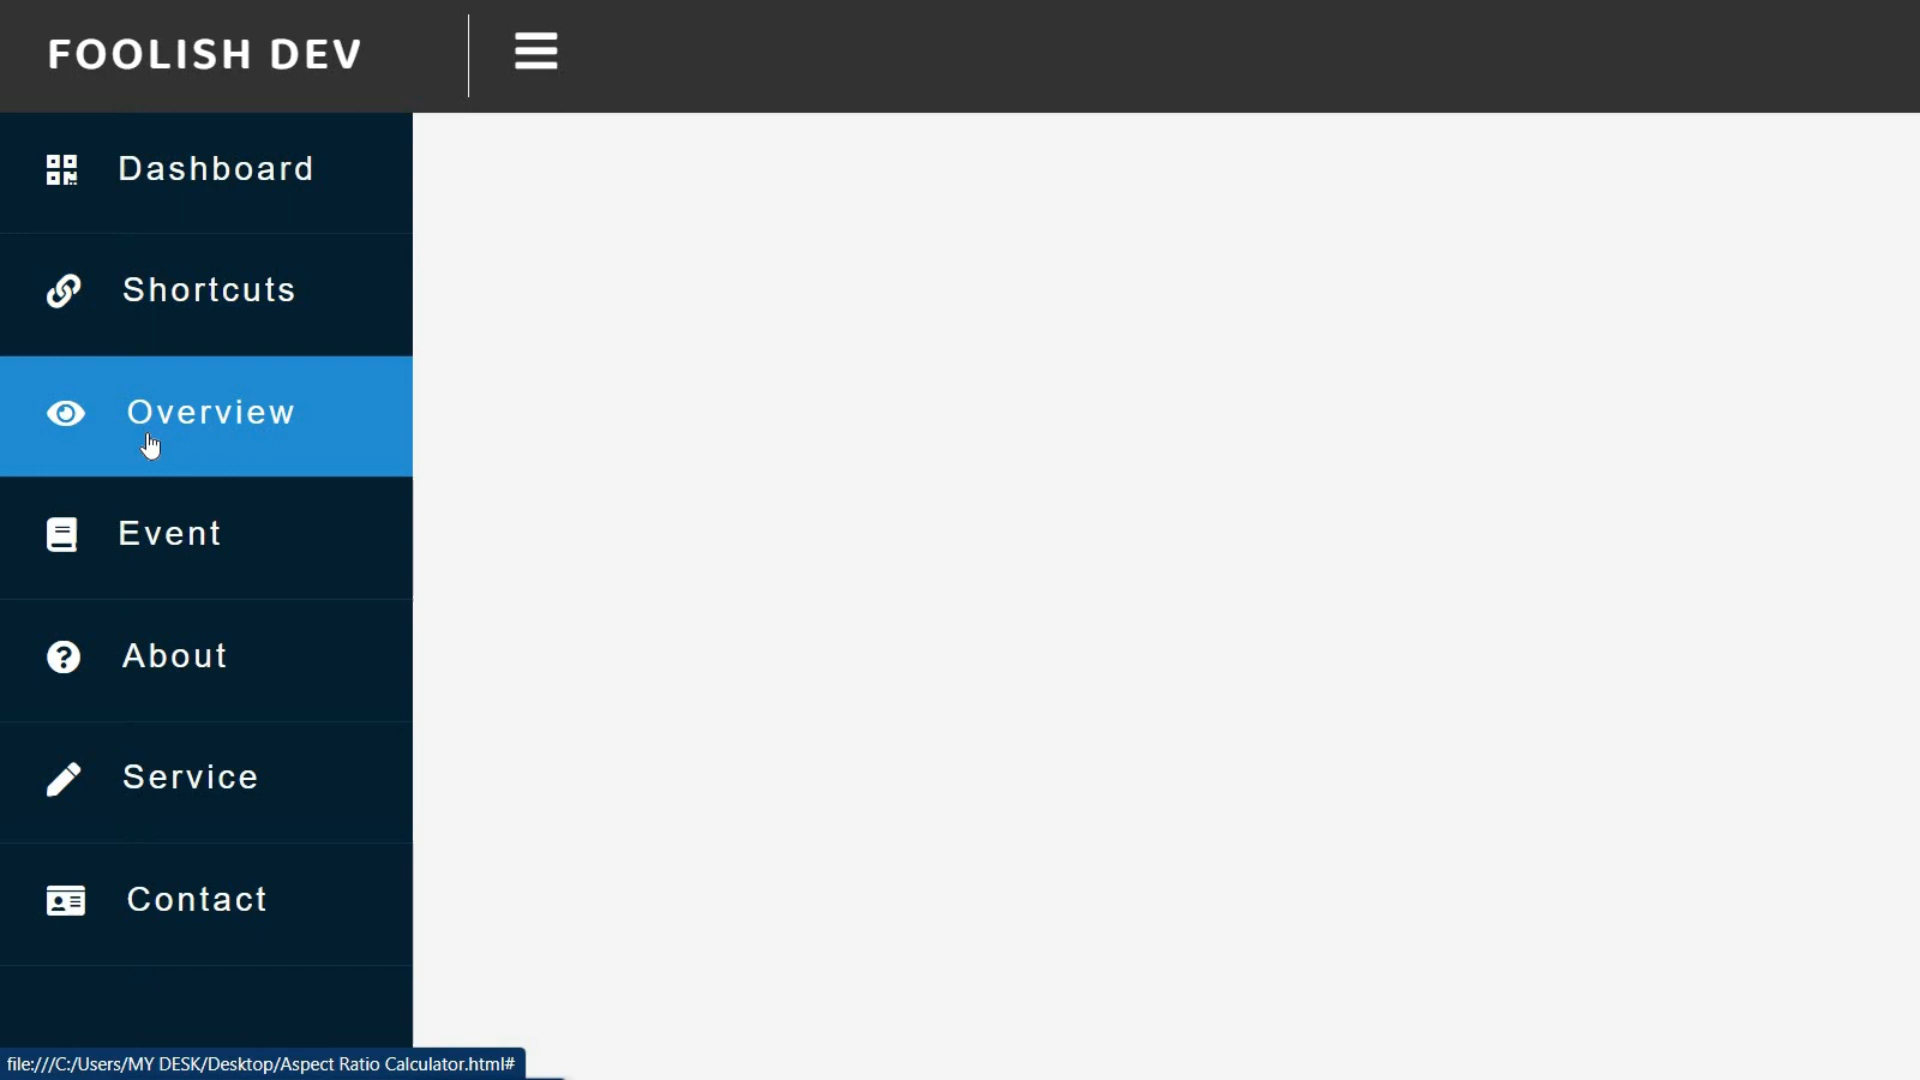 FOOLISH DEV
Dashboard
Shortcuts
Overview
Event
About
Service
Contact
file:///C:/Users/MY DESK/Desktop/Aspect Ratio Calculator.html#